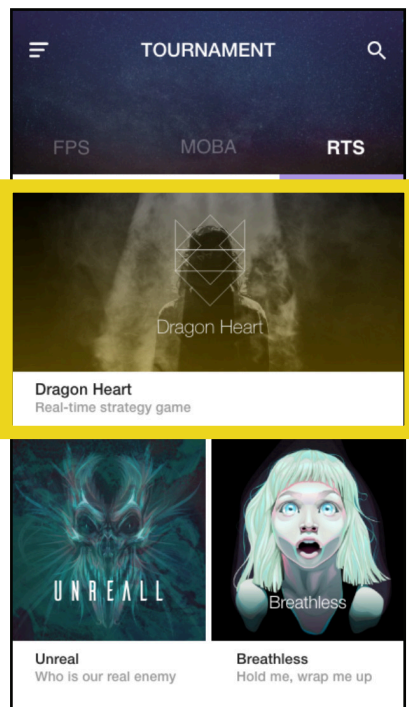 TOURNAMENT
FPS MOBA RTS
Dragon Heart
Dragon Heart
Real-time strategy game
UNREALL
Breathless
Unreal
Who is our real enemy
Breathless
Hold me, wrap me up